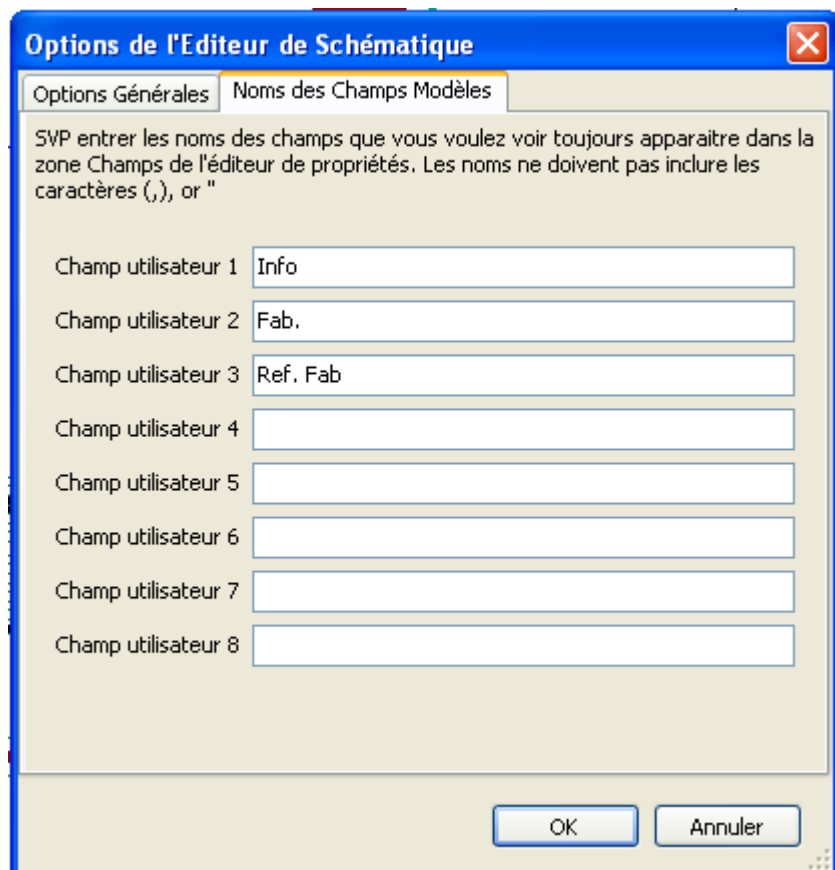 Options de l'Editeur de Schématique
Options Générales
Noms des Champs Modèles
SVP entrer les noms des champs que vous voulez voir toujours apparaitre dans la
zone Champs de l'éditeur de propriétés. Les noms ne doivent pas inclure les
caractères (,), or "
Champ utilisateur 1 Info
Champ utilisateur 2 Fab.
Champ utilisateur 3 Ref. Fab
Champ utilisateur 4
Champ utilisateur 5
Champ utilisateur 6
Champ utilisateur 7
Champ utilisateur 8
OK Annuler